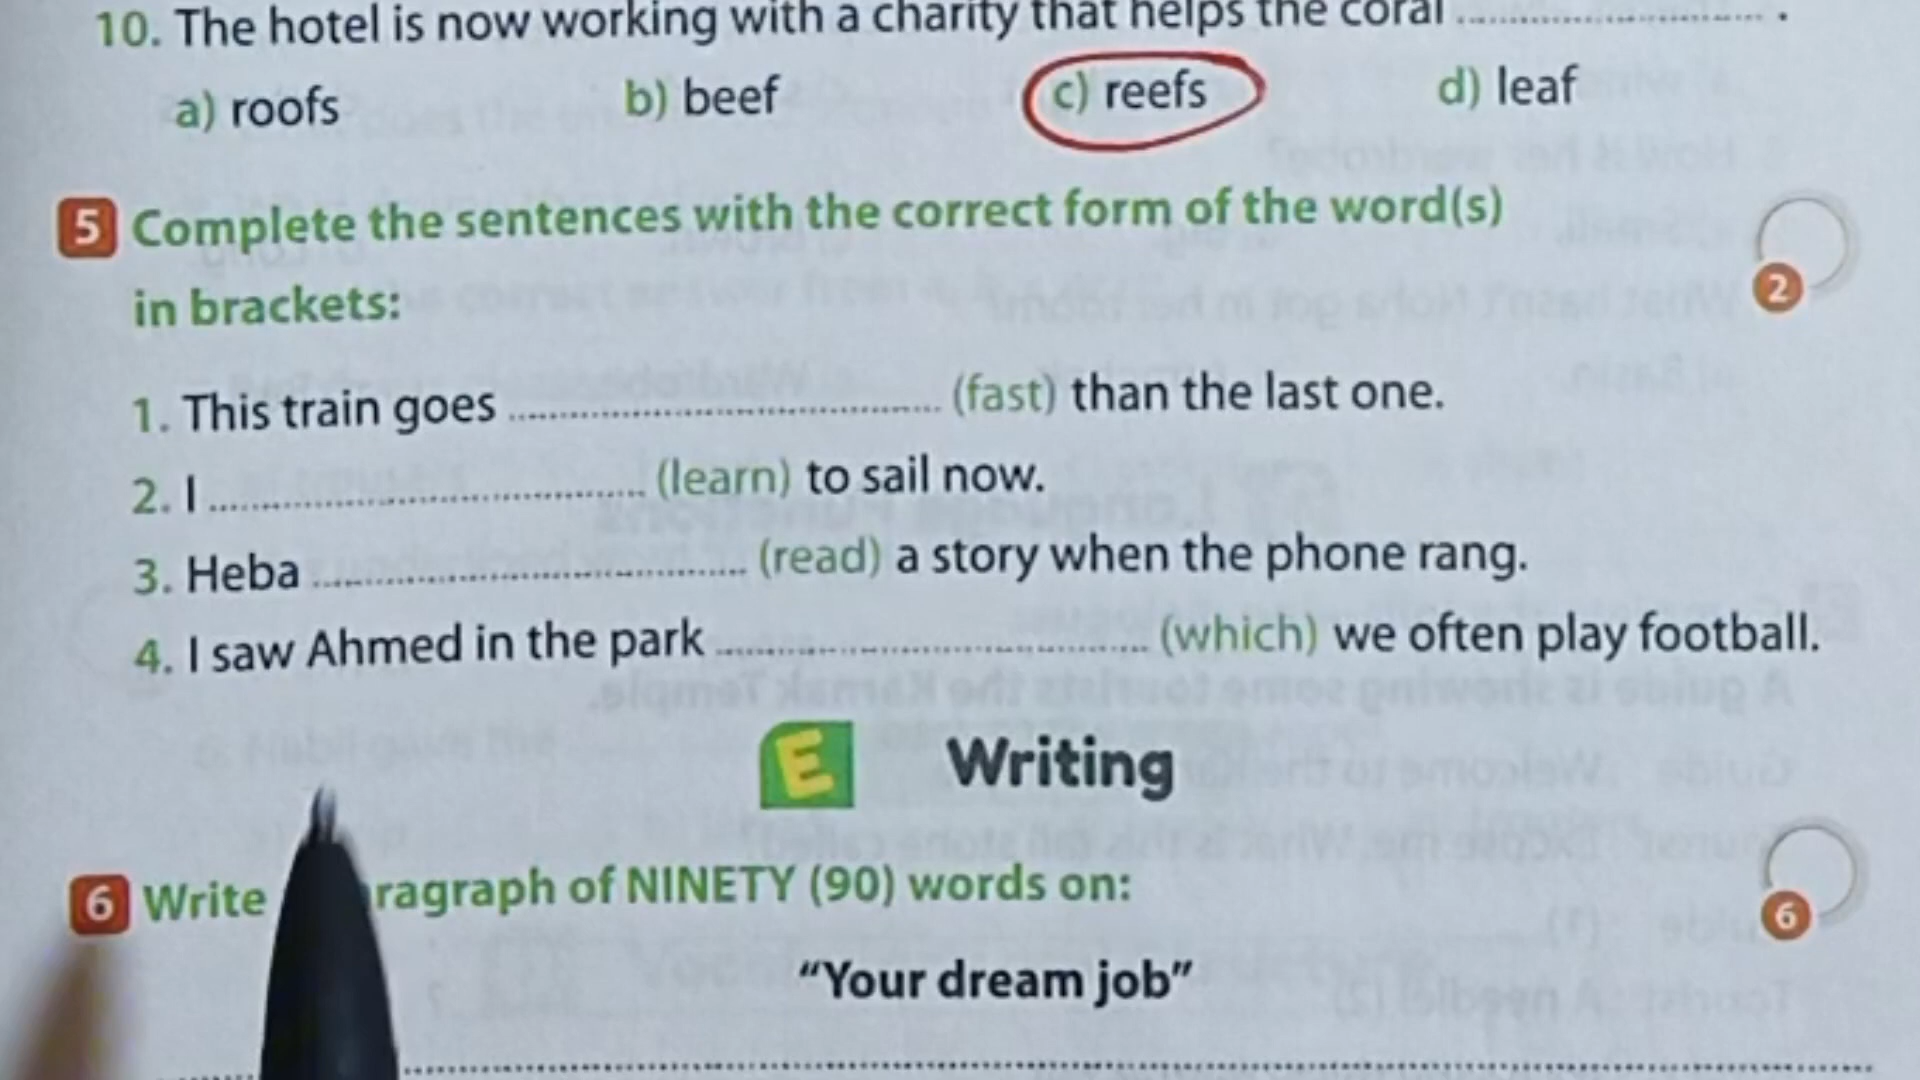 10. The hotel is now working with a charity that helps the coral .............................. .
a) roofs b) beef c) reefs d) leaf
5 Complete the sentences with the correct form of the word(s)
2
in brackets:
1. This train goes .............................. (fast) than the last one.
2. I .............................. (learn) to sail now.
3. Heba .............................. (read) a story when the phone rang.
4. I saw Ahmed in the park .............................. (which) we often play football.
E Writing
6 Write ragraph of NINETY (90) words on:
6
“Your dream job”